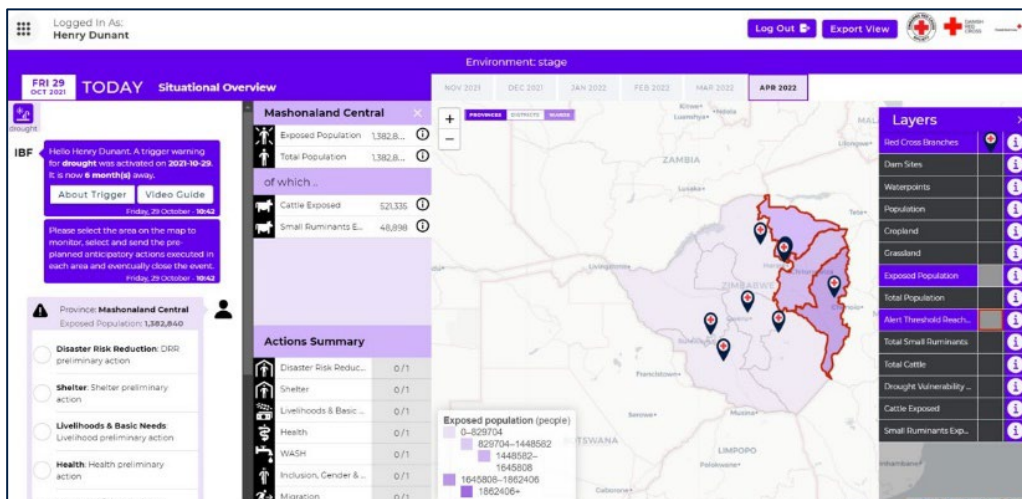 Logged In As:
Henry Dunant
Log Out
Export View
Environment: stage
FRI 29
OCT 2021
TODAY
Situational Overview
NOV 2021
DEC 2021
JAN 2022
FEB 2022
MAR 2022
APR 2022
drought
IBF
Hello Henry Dunant. A trigger warning
for drought was activated on 2021-10-29.
It is now 6 month(s) away.
About Trigger
Video Guide
Friday, 29 October - 10:42
Please select the area on the map to
monitor, select and send the pre-
planned anticipatory actions executed in
each area and eventually close the event.
Friday, 29 October - 10:42
Province: Mashonaland Central
Exposed Population: 1,382,840
Disaster Risk Reduction: DRR
preliminary action
Shelter: Shelter preliminary
action
Livelihoods & Basic Needs:
Livelihood preliminary action
Health: Health preliminary
action
Mashonaland Central
Exposed Population 1,382,8...
Total Population 1,382,8...
of which ..
Cattle Exposed 521,335
Small Ruminants E... 48,898
Actions Summary
Disaster Risk Reduc... 0/1
Shelter 0/1
Livelihoods & Basic ... 0/1
Health 0/1
WASH 0/1
Inclusion, Gender & ... 0/1
Migration 0/1
+
−
PROVINCES
DISTRICTS
WARDS
ZAMBIA
Lusaka
Livingstone
ZIMBABWE
Francistown
Serowe
Musina
BOTSWANA
LIMPOPO
Polokwane
Gaborone
Inhambane
Exposed population (people)
0–829704
829704–1448582
1448582–
1645808
1645808–1862406
1862406+
Layers
Red Cross Branches
Dam Sites
Waterpoints
Population
Cropland
Grassland
Exposed Population
Total Population
Alert Threshold Reach...
Total Small Ruminants
Total Cattle
Drought Vulnerability ...
Cattle Exposed
Small Ruminants Exp...